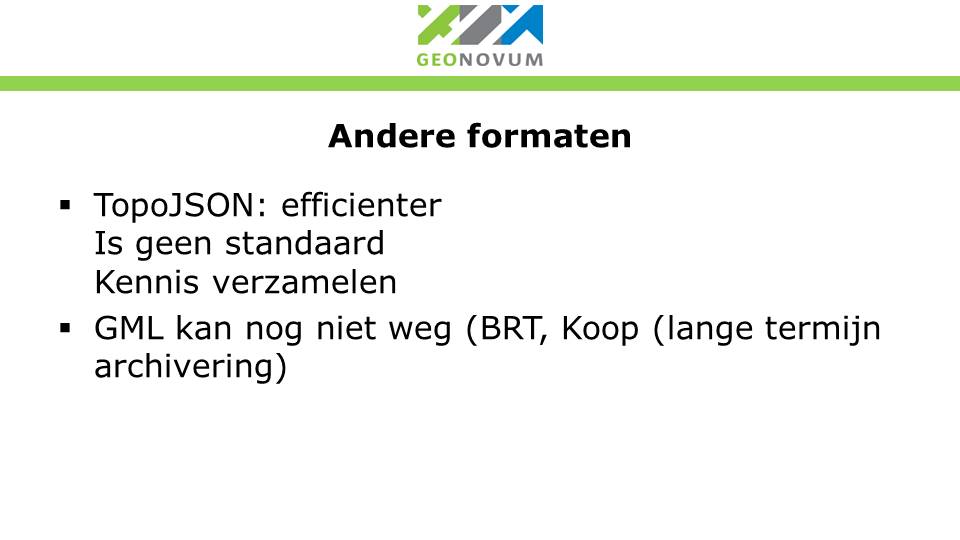 GEONOVUM
Andere formaten
▪ TopoJSON: efficienter
Is geen standaard
Kennis verzamelen
▪ GML kan nog niet weg (BRT, Koop (lange termijn
archivering)